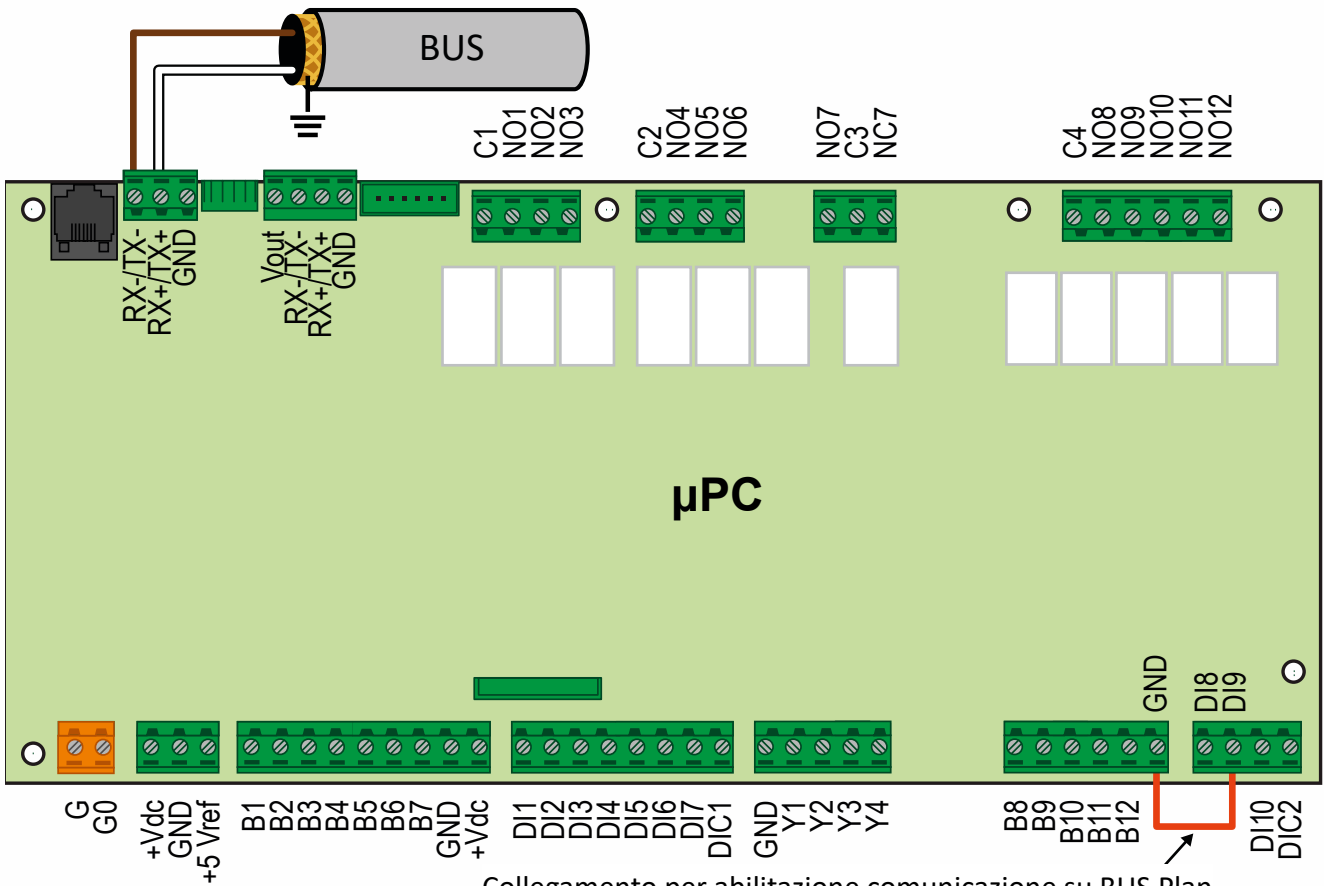 BUS
C1
NO1
NO2
NO3
C2
NO4
NO5
NO6
NO7
C3
NC7
C4
NO8
NO9
NO10
NO11
NO12
RX-/TX-
RX+/TX+
GND
Vout
RX-/TX-
RX+/TX+
GND
µPC
GND
DI8
DI9
G
G0
+Vdc
GND
+5 Vref
B1
B2
B3
B4
B5
B6
B7
GND
+Vdc
DI1
DI2
DI3
DI4
DI5
DI6
DI7
DIC1
GND
Y1
Y2
Y3
Y4
B8
B9
B10
B11
B12
DI10
DIC2
Collegamento per abilitazione comunicazione su BUS Plan